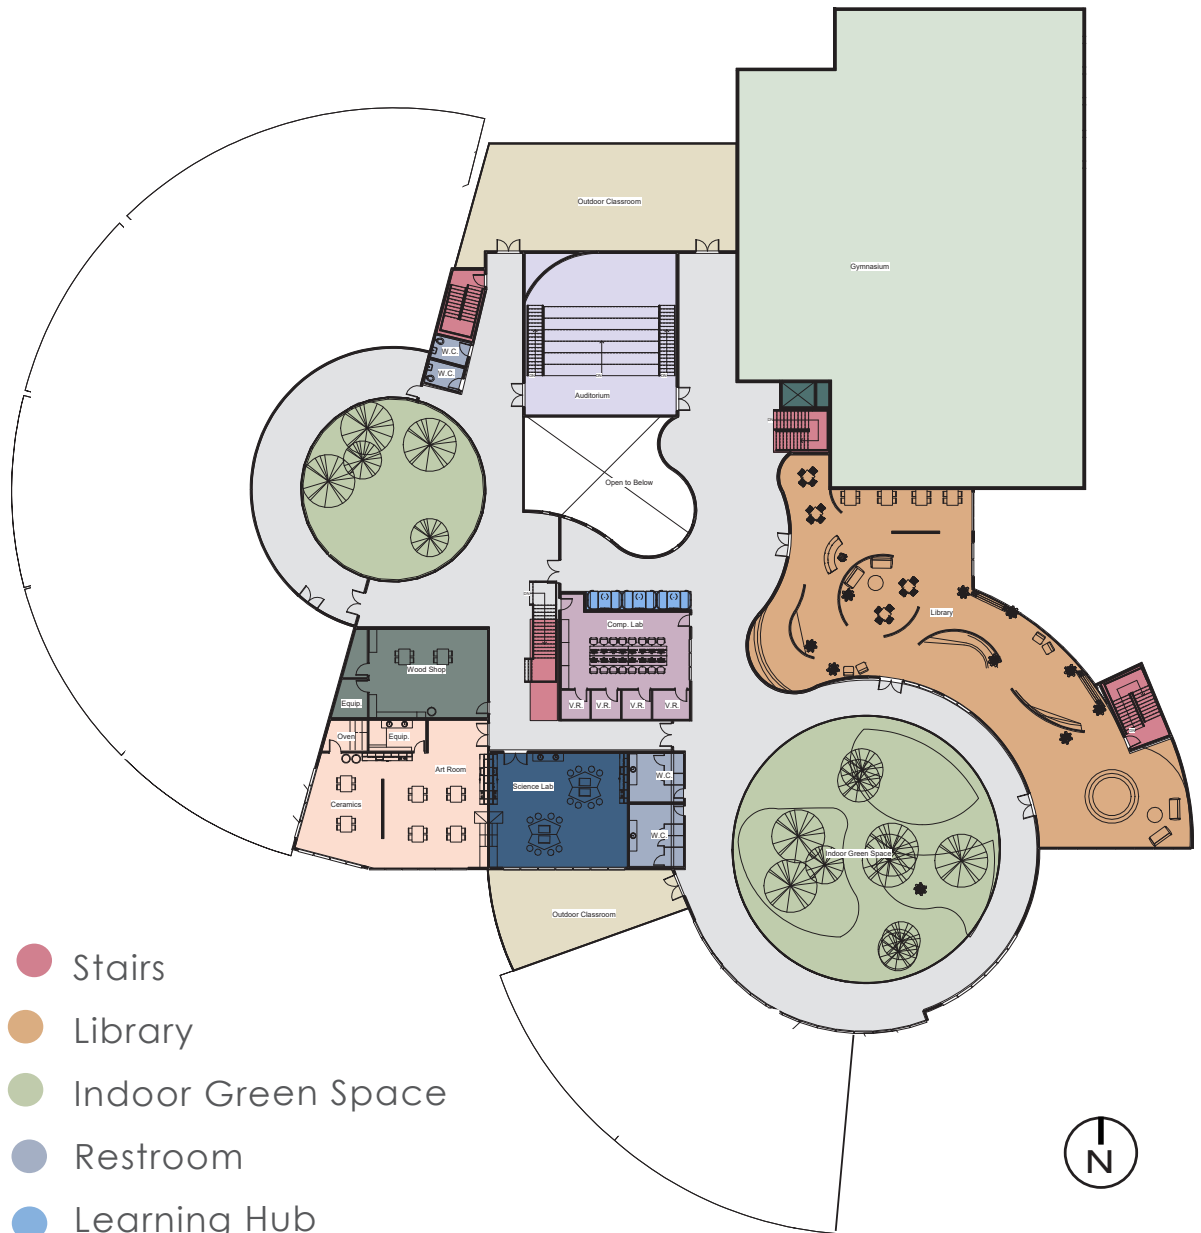 Outdoor Classroom
Gymnasium
W.C.
W.C.
Auditorium
Open to Below
Library
Comp. Lab
V.R.
V.R.
V.R.
V.R.
Wood Shop
Equip.
Oven
Equip.
Art Room
Ceramics
Science Lab
W.C.
W.C.
Indoor Green Space
Outdoor Classroom
Stairs
Library
Indoor Green Space
Restroom
Learning Hub
N